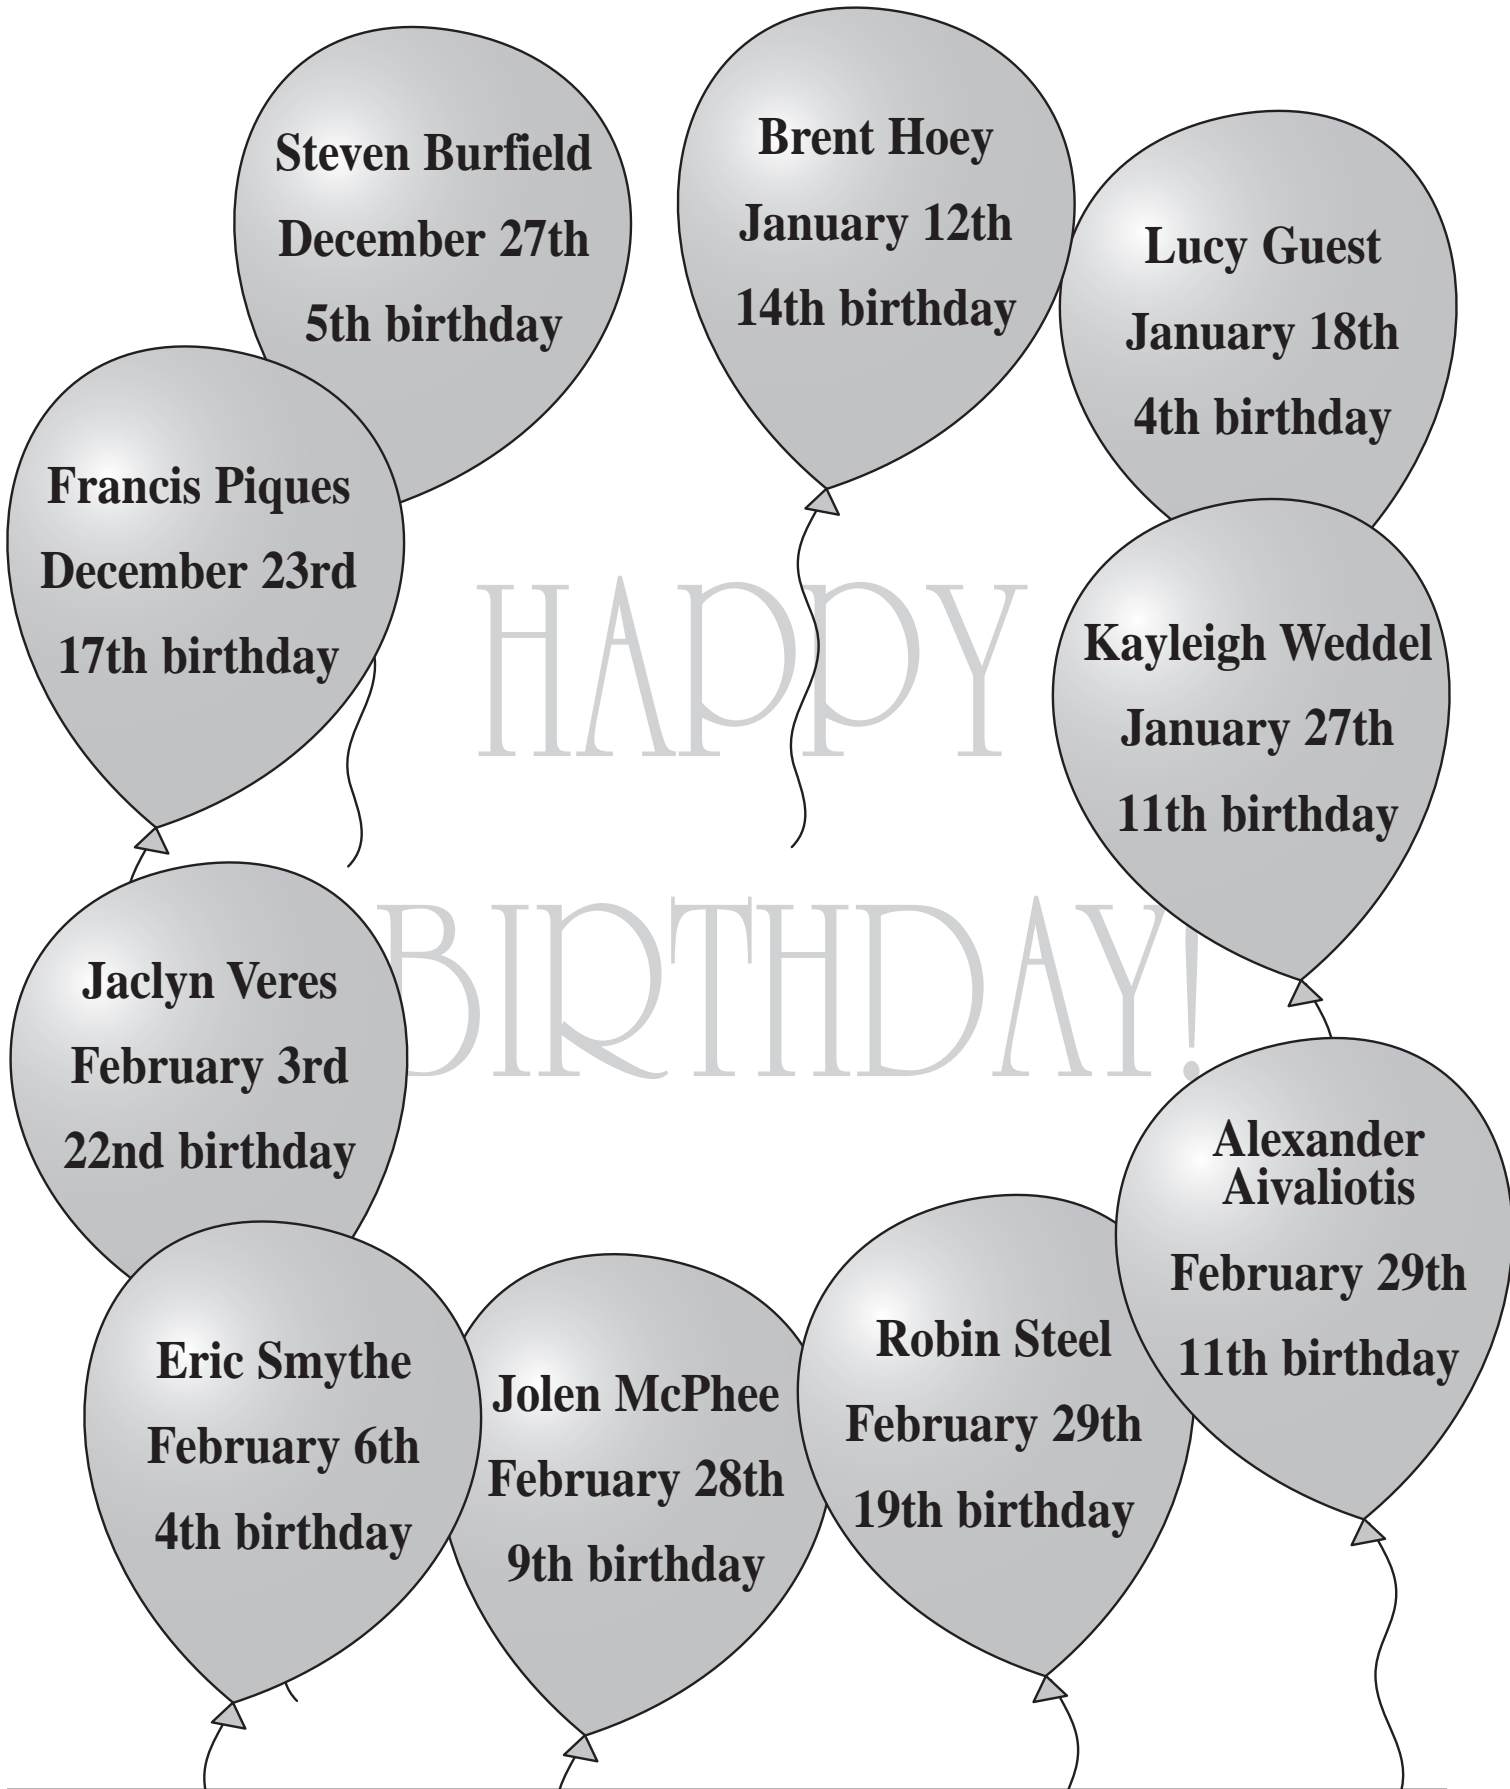 Steven Burfield
December 27th
5th birthday
Brent Hoey
January 12th
14th birthday
Lucy Guest
January 18th
4th birthday
Francis Piques
December 23rd
17th birthday
HAPPY
BIRTHDAY!
Kayleigh Weddel
January 27th
11th birthday
Jaclyn Veres
February 3rd
22nd birthday
Alexander
Aivaliotis
February 29th
11th birthday
Eric Smythe
February 6th
4th birthday
Jolen McPhee
February 28th
9th birthday
Robin Steel
February 29th
19th birthday